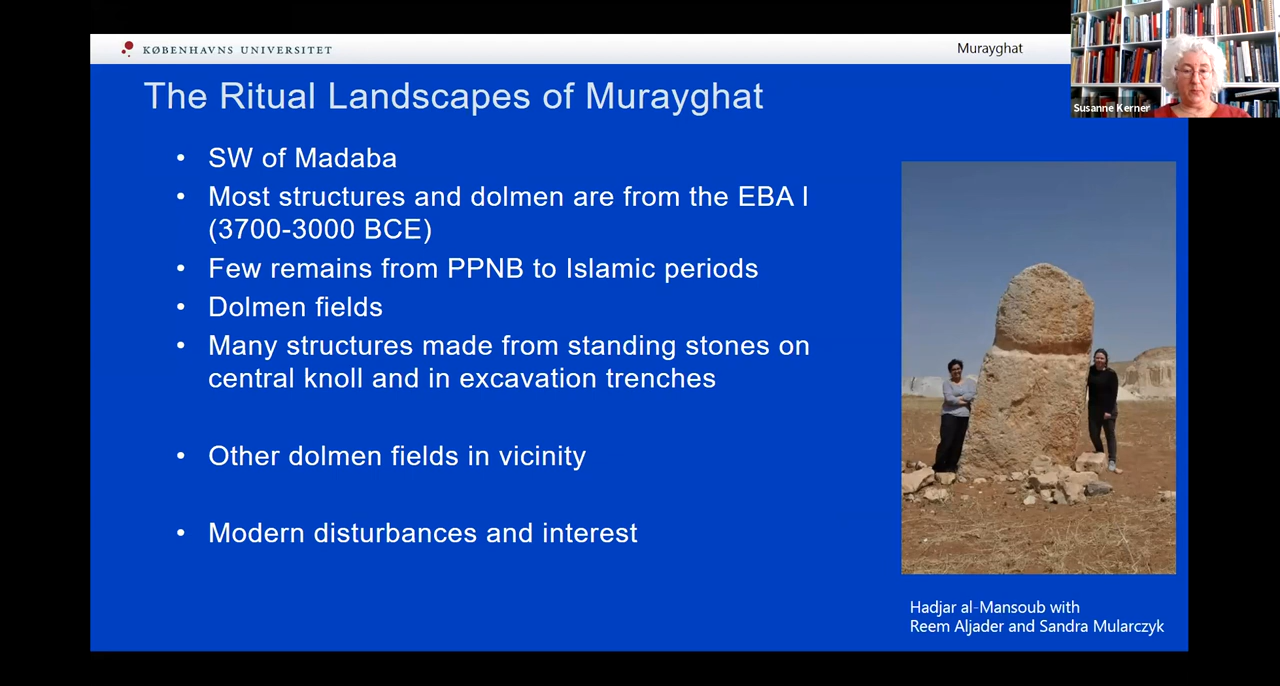 KØBENHAVNS UNIVERSITET
Murayghat
Susanne Kerner
The Ritual Landscapes of Murayghat
• SW of Madaba
• Most structures and dolmen are from the EBA I
(3700-3000 BCE)
• Few remains from PPNB to Islamic periods
• Dolmen fields
• Many structures made from standing stones on
central knoll and in excavation trenches
• Other dolmen fields in vicinity
• Modern disturbances and interest
Hadjar al-Mansoub with
Reem Aljader and Sandra Mularczyk